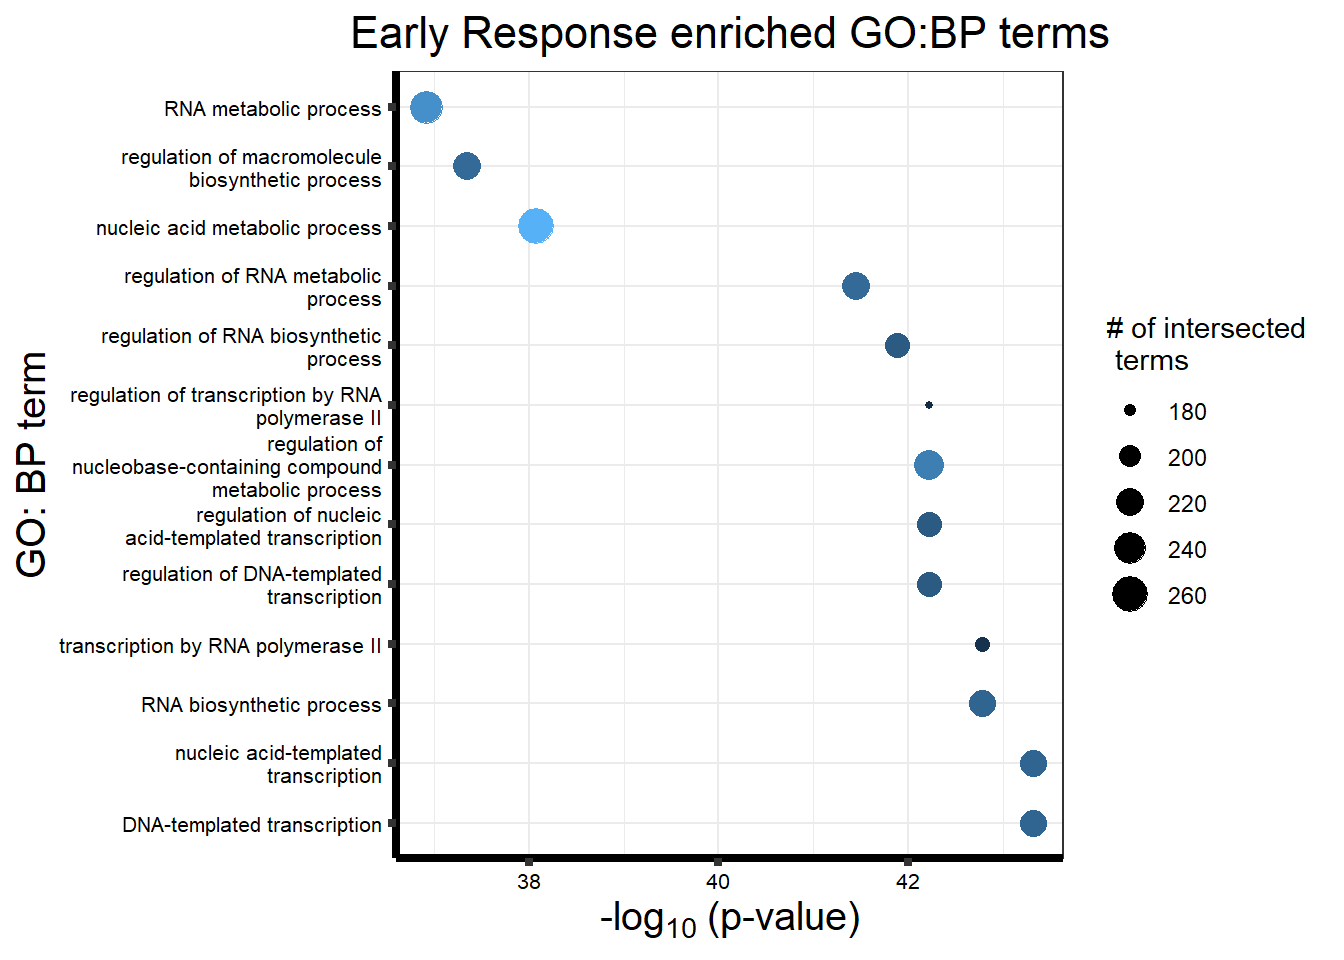 Early Response enriched GO:BP terms
GO: BP term
RNA metabolic process
regulation of macromolecule
biosynthetic process
nucleic acid metabolic process
regulation of RNA metabolic
process
regulation of RNA biosynthetic
process
regulation of transcription by RNA
polymerase II
regulation of
nucleobase-containing compound
metabolic process
regulation of nucleic
acid-templated transcription
regulation of DNA-templated
transcription
transcription by RNA polymerase II
RNA biosynthetic process
nucleic acid-templated
transcription
DNA-templated transcription
38 40 42
-log10 (p-value)
# of intersected
terms
180
200
220
240
260